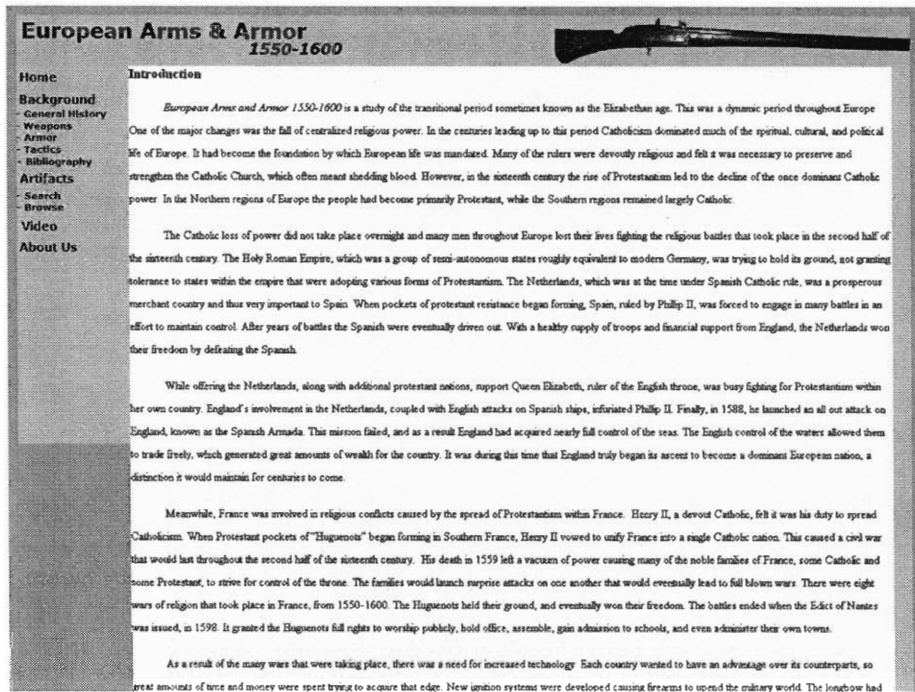 European Arms & Armor
1550-1600
Home
Background
- General History
- Weapons
- Armor
- Tactics
- Bibliography
Artifacts
- Search
- Browse
Video
About Us
Introduction
European Arms and Armor 1550-1600 is a study of the transitional period sometimes known as the Elizabethan age. This was a dynamic period throughout Europe
One of the major changes was the fall of centralized religious power. In the centuries leading up to this period Catholicism dominated much of the spiritual, cultural, and political
life of Europe. It had become the foundation by which European life was mandated. Many of the rulers were devoutly religious and felt it was necessary to preserve and
strengthen the Catholic Church, which often meant shedding blood. However, in the sixteenth century the rise of Protestantism led to the decline of the once dominant Catholic
power. In the Northern regions of Europe the people had become primarily Protestant, while the Southern regions remained largely Catholic.
The Catholic loss of power did not take place overnight and many men throughout Europe lost their lives fighting the religious battles that took place in the second half of
the sixteenth century. The Holy Roman Empire, which was a group of semi-autonomous states roughly equivalent to modern Germany, was trying to hold its ground, not granting
tolerance to states within the empire that were adopting various forms of Protestantism. The Netherlands, which was at the time under Spanish Catholic rule, was a prosperous
merchant country and thus very important to Spain. When pockets of protestant resistance began forming, Spain, ruled by Phillip II, was forced to engage in many battles in an
effort to maintain control. After years of battles the Spanish were eventually driven out. With a healthy supply of troops and financial support from England, the Netherlands won
their freedom by defeating the Spanish.
While offering the Netherlands, along with additional protestant nations, support Queen Elizabeth, ruler of the English throne, was busy fighting for Protestantism within
her own country. England's involvement in the Netherlands, coupled with English attacks on Spanish ships, infuriated Phillip II. Finally, in 1588, he launched an all out attack on
England, known as the Spanish Armada. This mission failed, and as a result England had acquired nearly full control of the seas. The English control of the waters allowed them
to trade freely, which generated great amounts of wealth for the country. It was during this time that England truly began its ascent to become a dominant European nation, a
distinction it would maintain for centuries to come.
Meanwhile, France was involved in religious conflicts caused by the spread of Protestantism within France. Henry II, a devout Catholic, felt it was his duty to spread
Catholicism. When Protestant pockets of "Huguenots" began forming in Southern France, Henry II vowed to unify France into a single Catholic nation. This caused a civil war
that would last throughout the second half of the sixteenth century. His death in 1559 left a vacuum of power causing many of the noble families of France, some Catholic and
some Protestant, to strive for control of the throne. The families would launch surprise attacks on one another that would eventually lead to full blown wars. There were eight
wars of religion that took place in France, from 1550-1600. The Huguenots held their ground, and eventually won their freedom. The battles ended when the Edict of Nantes
was issued, in 1598. It granted the Huguenots full rights to worship publicly, hold office, assemble, gain admission to schools, and even administer their own towns.
As a result of the many wars that were taking place, there was a need for increased technology. Each country wanted to have an advantage over its counterparts, so
great amounts of time and money were spent trying to acquire that edge. New ignition systems were developed causing firearms to upend the military world. The longbow had